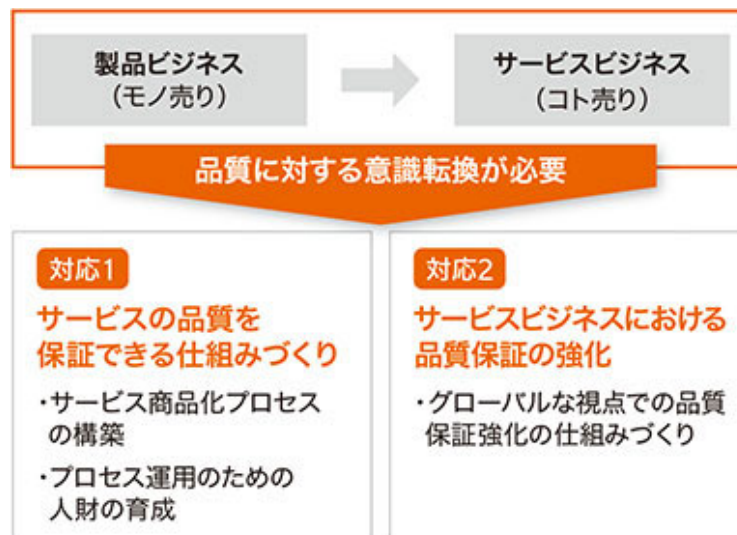 製品ビジネス
（モノ売り）
サービスビジネス
（コト売り）
品質に対する意識転換が必要
対応1
サービスの品質を
保証できる仕組みづくり
・サービス商品化プロセス
の構築
・プロセス運用のための
人財の育成
対応2
サービスビジネスにおける
品質保証の強化
・グローバルな視点での品質
保証強化の仕組みづくり